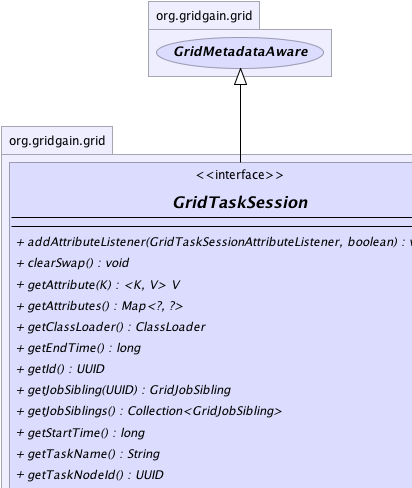 org.gridgain.grid
GridMetadataAware
org.gridgain.grid
<<interface>>
GridTaskSession
+ addAttributeListener(GridTaskSessionAttributeListener, boolean) : v
+ clearSwap() : void
+ getAttribute(K) : <K, V> V
+ getAttributes() : Map<?, ?>
+ getClassLoader() : ClassLoader
+ getEndTime() : long
+ getId() : UUID
+ getJobSibling(UUID) : GridJobSibling
+ getJobSiblings() : Collection<GridJobSibling>
+ getStartTime() : long
+ getTaskName() : String
+ getTaskNodeId() : UUID